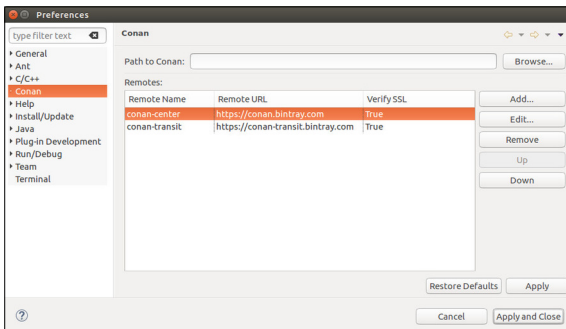 Preferences
type filter text
General
Ant
C/C++
Conan
Help
Install/Update
Java
Plug-in Development
Run/Debug
Team
Terminal
Conan
Path to Conan:
Browse...
Remotes:
Remote Name Remote URL Verify SSL
conan-center https://conan.bintray.com True
conan-transit https://conan-transit.bintray.com True
Add...
Edit...
Remove
Up
Down
Restore Defaults Apply
?
Cancel Apply and Close